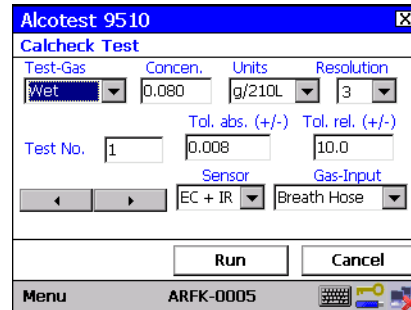 Alcotest 9510 X
Calcheck Test
Test-Gas Concen. Units Resolution
Wet 0.080 g/210L 3
Tol. abs. (+/-) Tol. rel. (+/-)
Test No. 1 0.008 10.0
Sensor Gas-Input
EC + IR Breath Hose
Run Cancel
Menu ARFK-0005